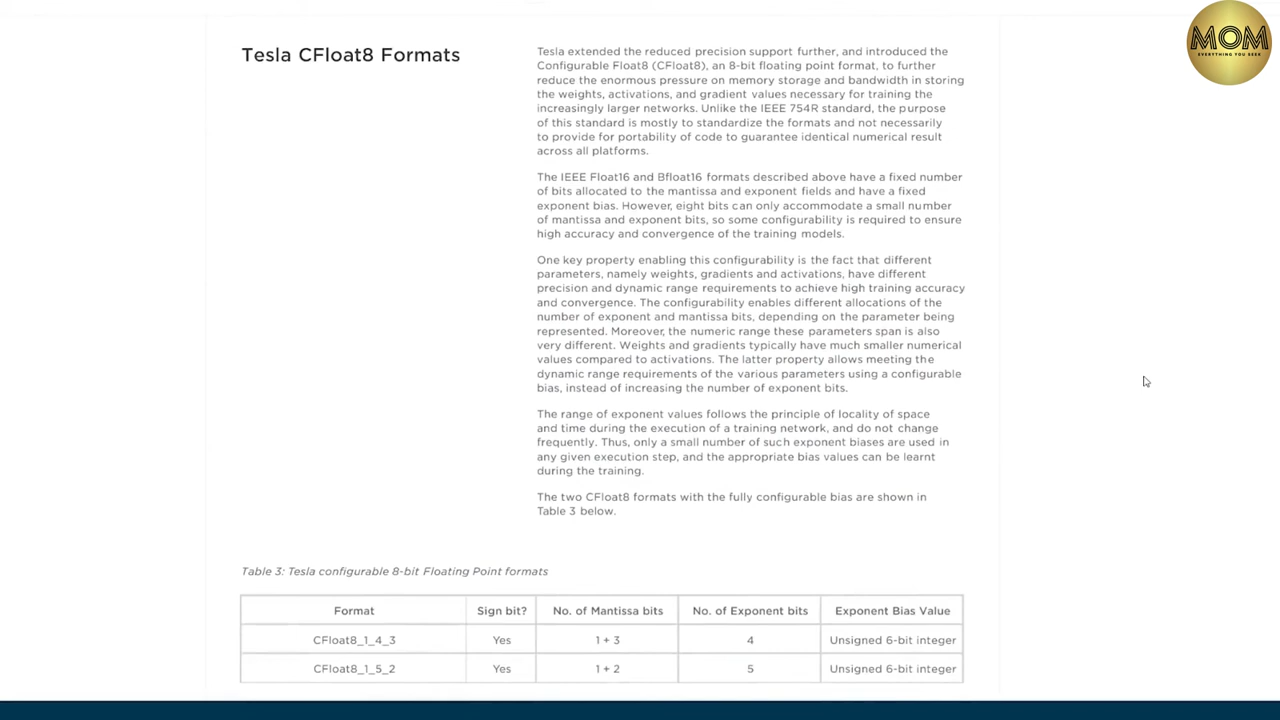 MOM
EVERYTHING YOU SEEK
Tesla CFloat8 Formats
Tesla extended the reduced precision support further, and introduced the
Configurable Float8 (CFloat8), an 8-bit floating point format, to further
reduce the enormous pressure on memory storage and bandwidth in storing
the weights, activations, and gradient values necessary for training the
increasingly larger networks. Unlike the IEEE 754R standard, the purpose
of this standard is mostly to standardize the formats and not necessarily
to provide for portability of code to guarantee identical numerical result
across all platforms.
The IEEE Float16 and Bfloat16 formats described above have a fixed number
of bits allocated to the mantissa and exponent fields and have a fixed
exponent bias. However, eight bits can only accommodate a small number
of mantissa and exponent bits, so some configurability is required to ensure
high accuracy and convergence of the training models.
One key property enabling this configurability is the fact that different
parameters, namely weights, gradients and activations, have different
precision and dynamic range requirements to achieve high training accuracy
and convergence. The configurability enables different allocations of the
number of exponent and mantissa bits, depending on the parameter being
represented. Moreover, the numeric range these parameters span is also
very different. Weights and gradients typically have much smaller numerical
values compared to activations. The latter property allows meeting the
dynamic range requirements of the various parameters using a configurable
bias, instead of increasing the number of exponent bits.
The range of exponent values follows the principle of locality of space
and time during the execution of a training network, and do not change
frequently. Thus, only a small number of such exponent biases are used in
any given execution step, and the appropriate bias values can be learnt
during the training.
The two CFloat8 formats with the fully configurable bias are shown in
Table 3 below.
Table 3: Tesla configurable 8-bit Floating Point formats
Format Sign bit? No. of Mantissa bits No. of Exponent bits Exponent Bias Value
CFloat8_1_4_3 Yes 1 + 3 4 Unsigned 6-bit integer
CFloat8_1_5_2 Yes 1 + 2 5 Unsigned 6-bit integer